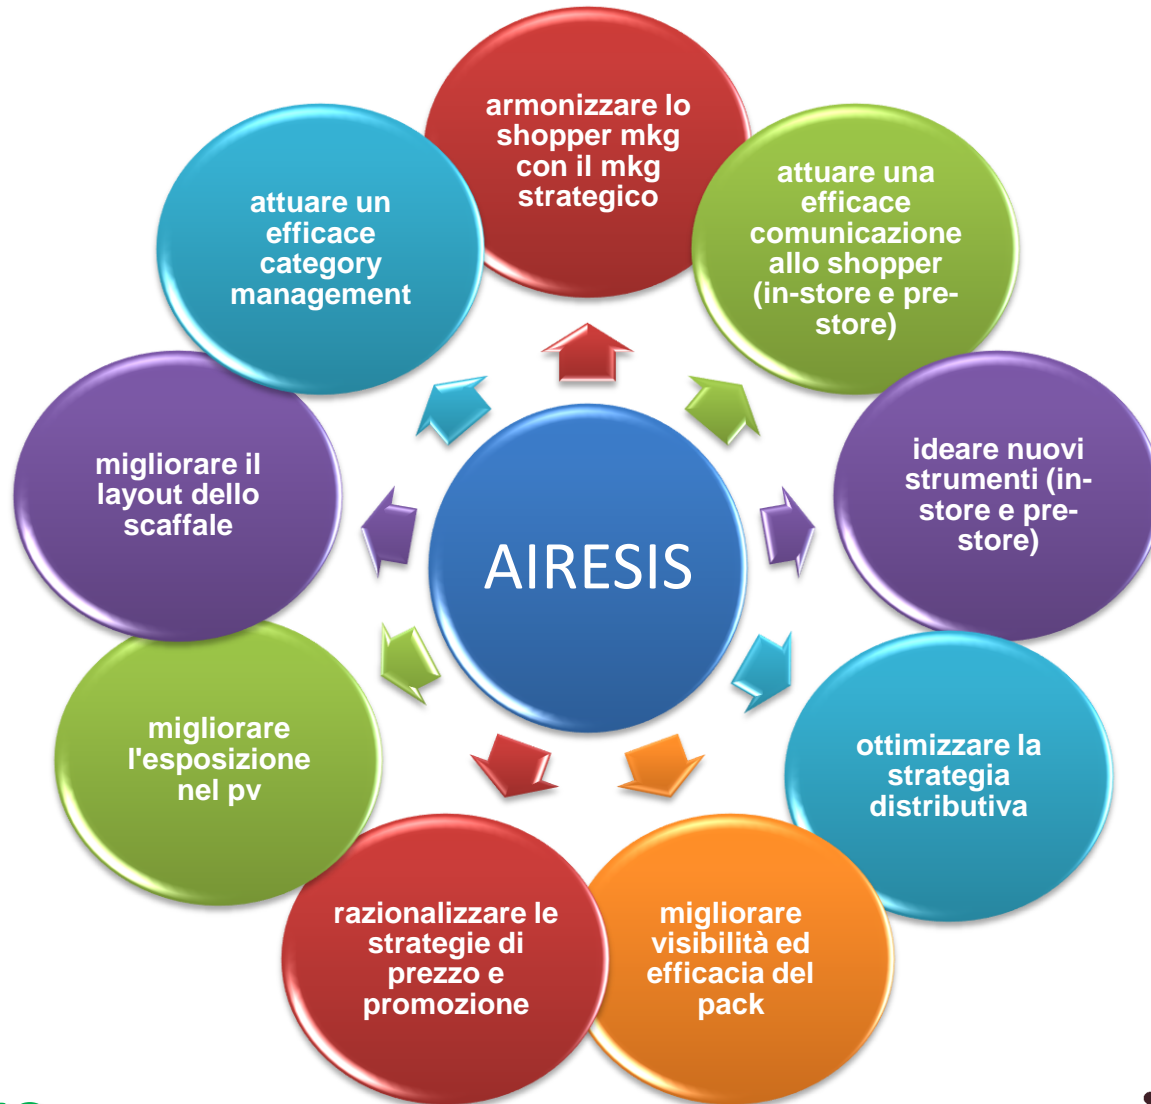 armonizzare lo
shopper mkg
con il mkg
strategico
attuare una
efficace
comunicazione
allo shopper
(in-store e pre-
store)
ideare nuovi
strumenti (in-
store e pre-
store)
ottimizzare la
strategia
distributiva
migliorare
visibilità ed
efficacia del
pack
razionalizzare le
strategie di
prezzo e
promozione
migliorare
l'esposizione
nel pv
migliorare il
layout dello
scaffale
attuare un
efficace
category
management
AIRESIS